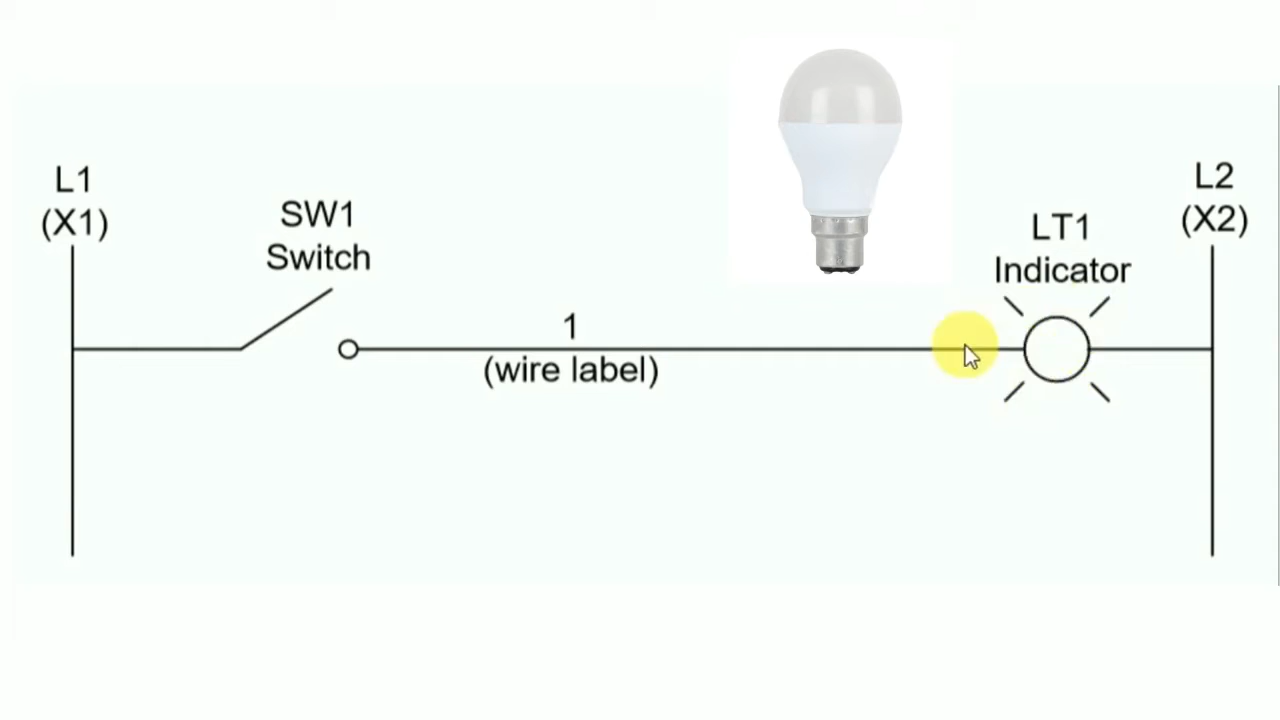 L1
(X1)
SW1
Switch
1
(wire label)
LT1
Indicator
L2
(X2)